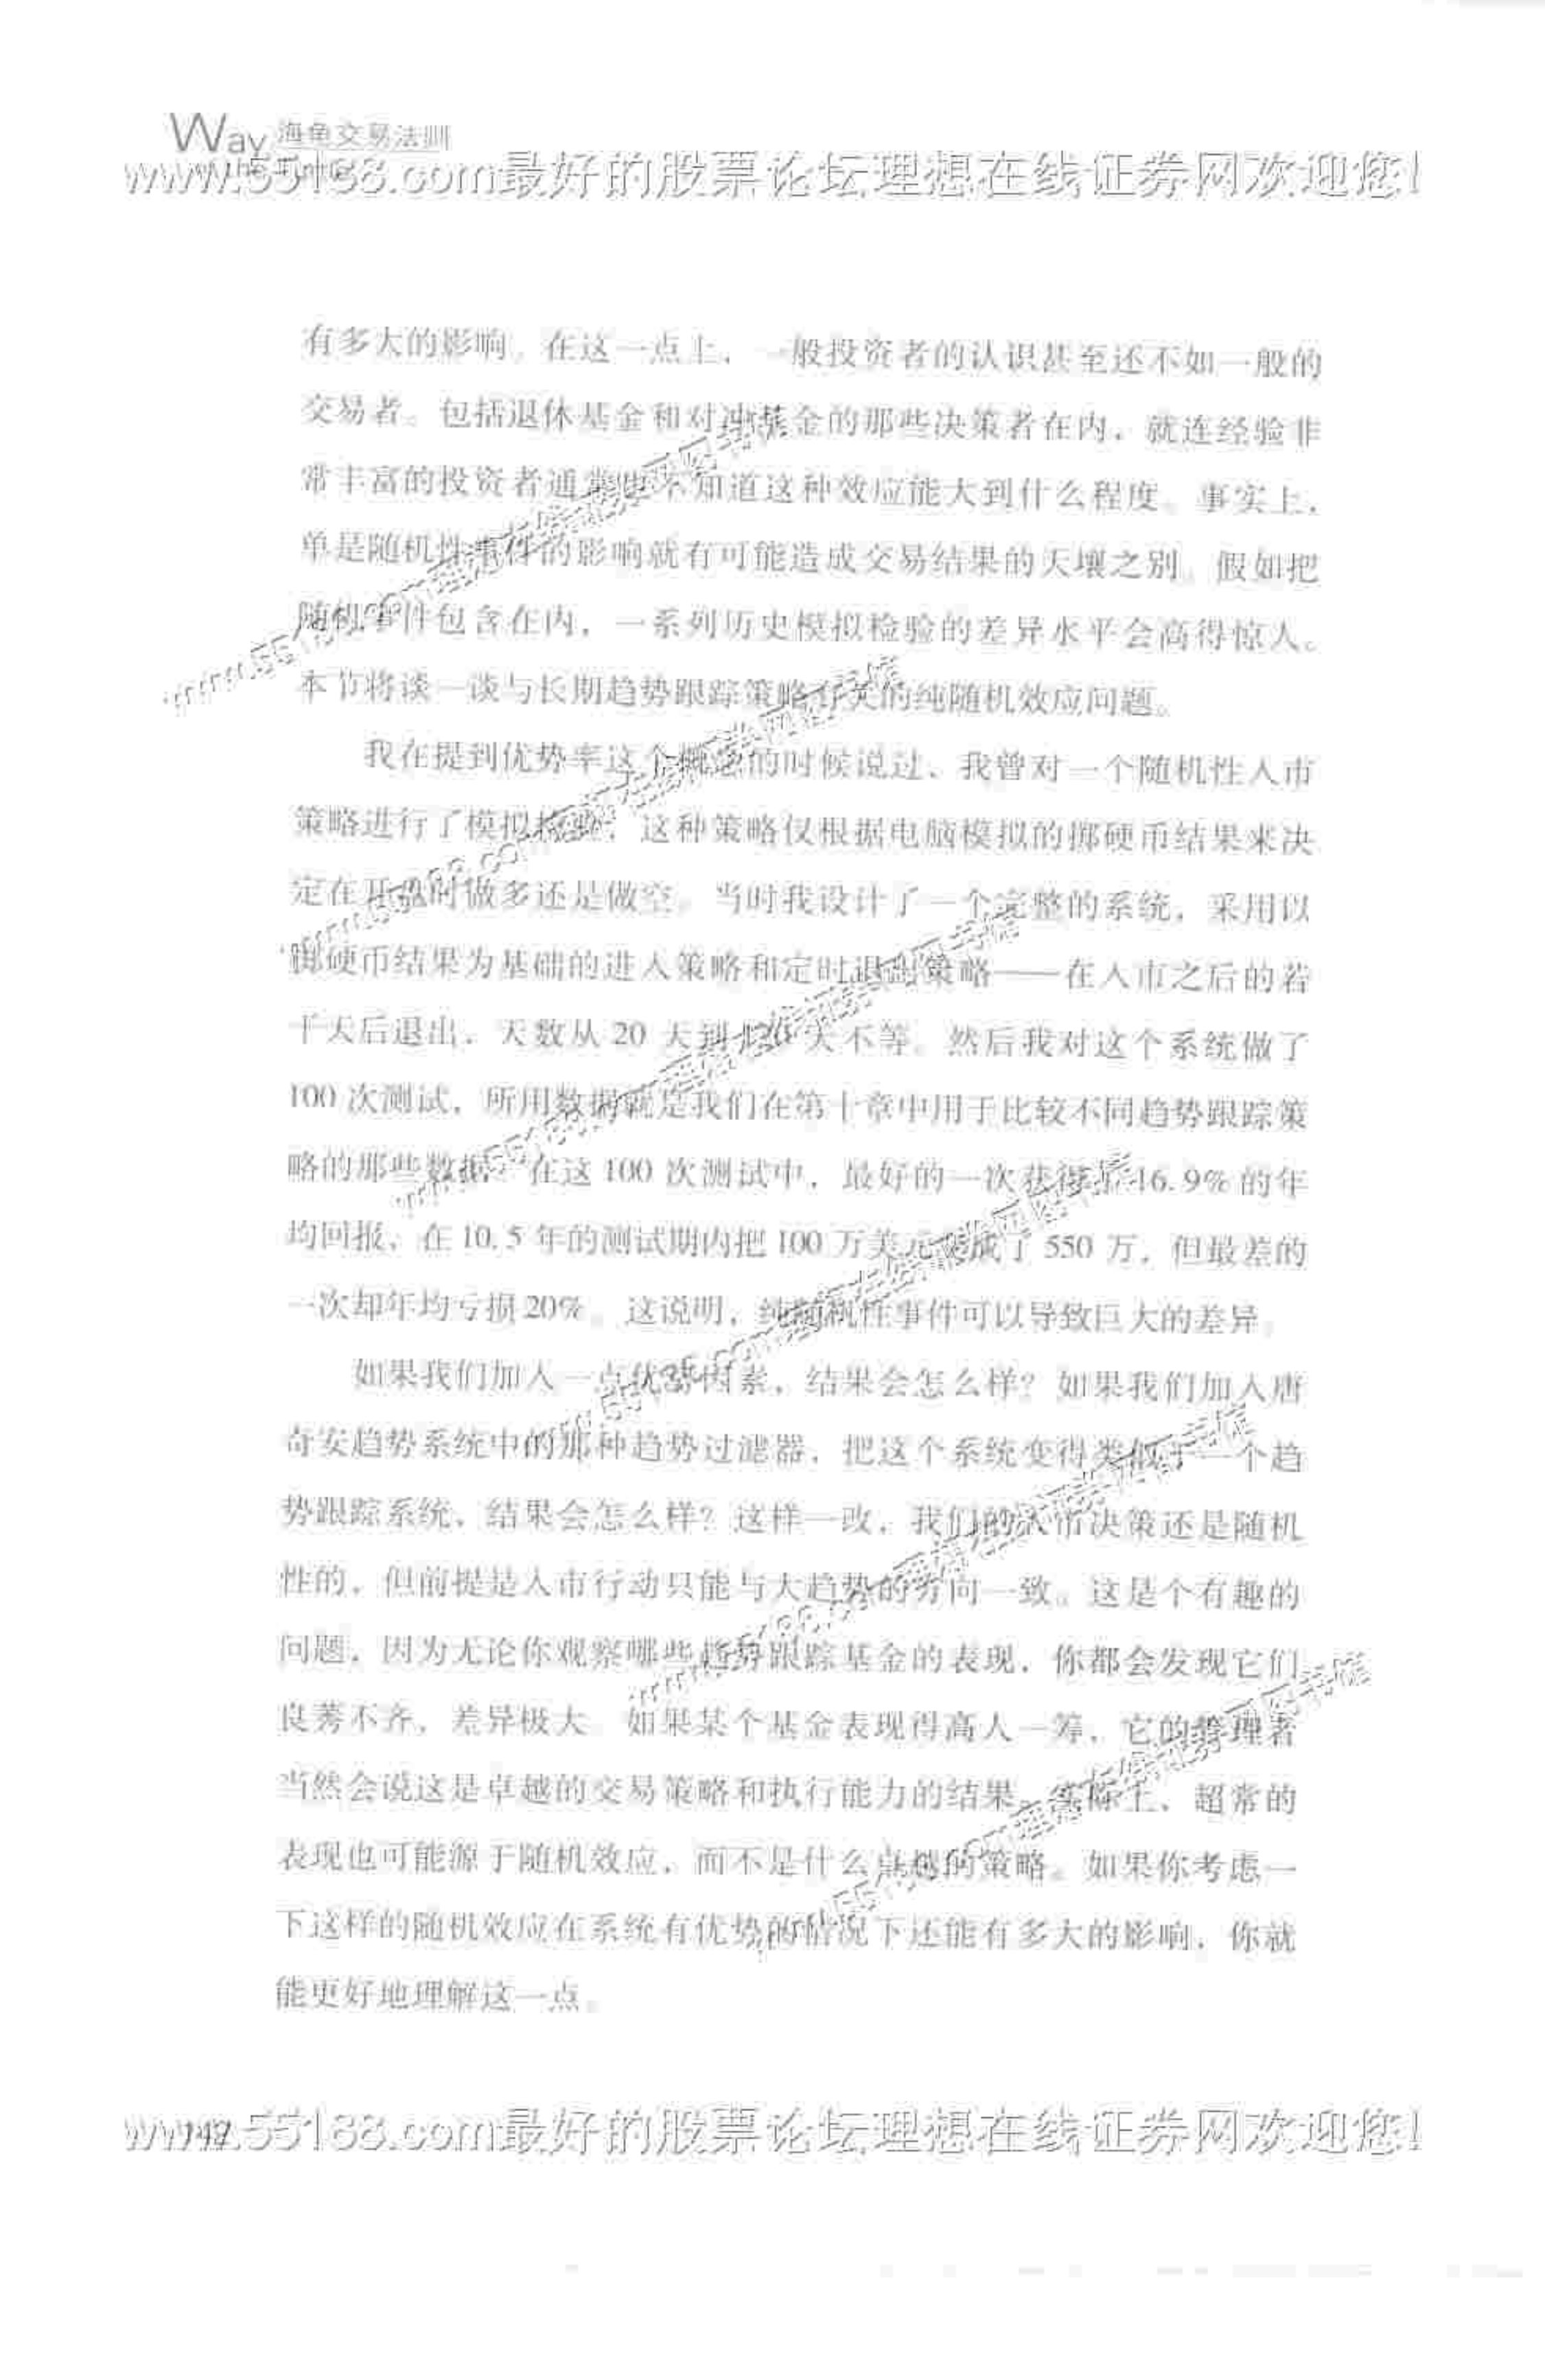 Way 海龟交易法则
www.55188.com最好的股票论坛理想在线证券网欢迎您!
有多大的影响。在这一点上，一般投资者的认识甚至还不如一般的
交易者。包括退休基金和对冲基金的那些决策者在内，就连经验非
常丰富的投资者通常也不知道这种效应能大到什么程度。事实上，
单是随机性事件的影响就有可能造成交易结果的天壤之别。假如把
随机事件包含在内，一系列历史模拟检验的差异水平会高得惊人。
本节将谈一谈与长期趋势跟踪策略有关的纯随机效应问题。
我在提到优势率这个概念的时候说过，我曾对一个随机性入市
策略进行了模拟检验，这种策略仅根据电脑模拟的掷硬币结果来决
定在开盘时做多还是做空。当时我设计了一个完整的系统，采用以
掷硬币结果为基础的进入策略和定时退出策略——在入市之后的若
干天后退出，天数从 20 天到 120 天不等。然后我对这个系统做了
100 次测试，所用数据就是我们在第十章中用于比较不同趋势跟踪策
略的那些数据。在这 100 次测试中，最好的一次获得了 16.9% 的年
均回报，在 10.5 年的测试期内把 100 万美元变成了 550 万，但最差的
一次却年均亏损 20%。这说明，纯随机性事件可以导致巨大的差异。
如果我们加入一点优势因素，结果会怎么样？如果我们加入唐
奇安趋势系统中的那种趋势过滤器，把这个系统变得类似于一个趋
势跟踪系统，结果会怎么样？这样一改，我们的入市决策还是随机
性的，但前提是入市行动只能与大趋势的方向一致。这是个有趣的
问题，因为无论你观察哪些趋势跟踪基金的表现，你都会发现它们
良莠不齐，差异极大。如果某个基金表现得高人一筹，它的管理者
当然会说这是卓越的交易策略和执行能力的结果。实际上，超常的
表现也可能源于随机效应，而不是什么卓越的策略。如果你考虑一
下这样的随机效应在系统有优势的情况下还能有多大的影响，你就
能更好地理解这一点。
142
www.55188.com最好的股票论坛理想在线证券网欢迎您!